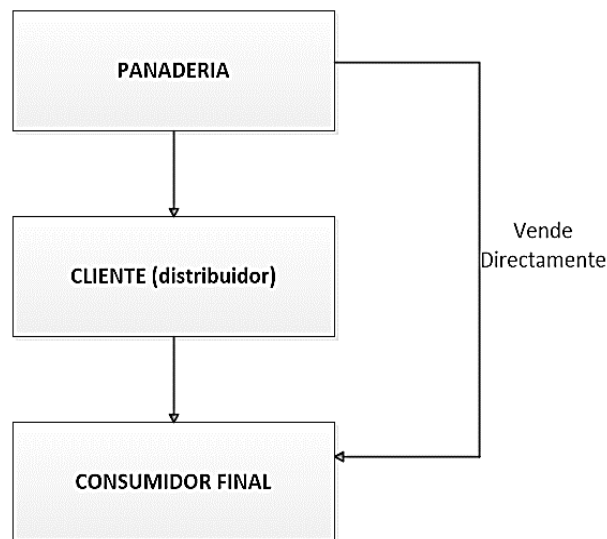 PANADERIA
CLIENTE (distribuidor)
Vende
Directamente
CONSUMIDOR FINAL